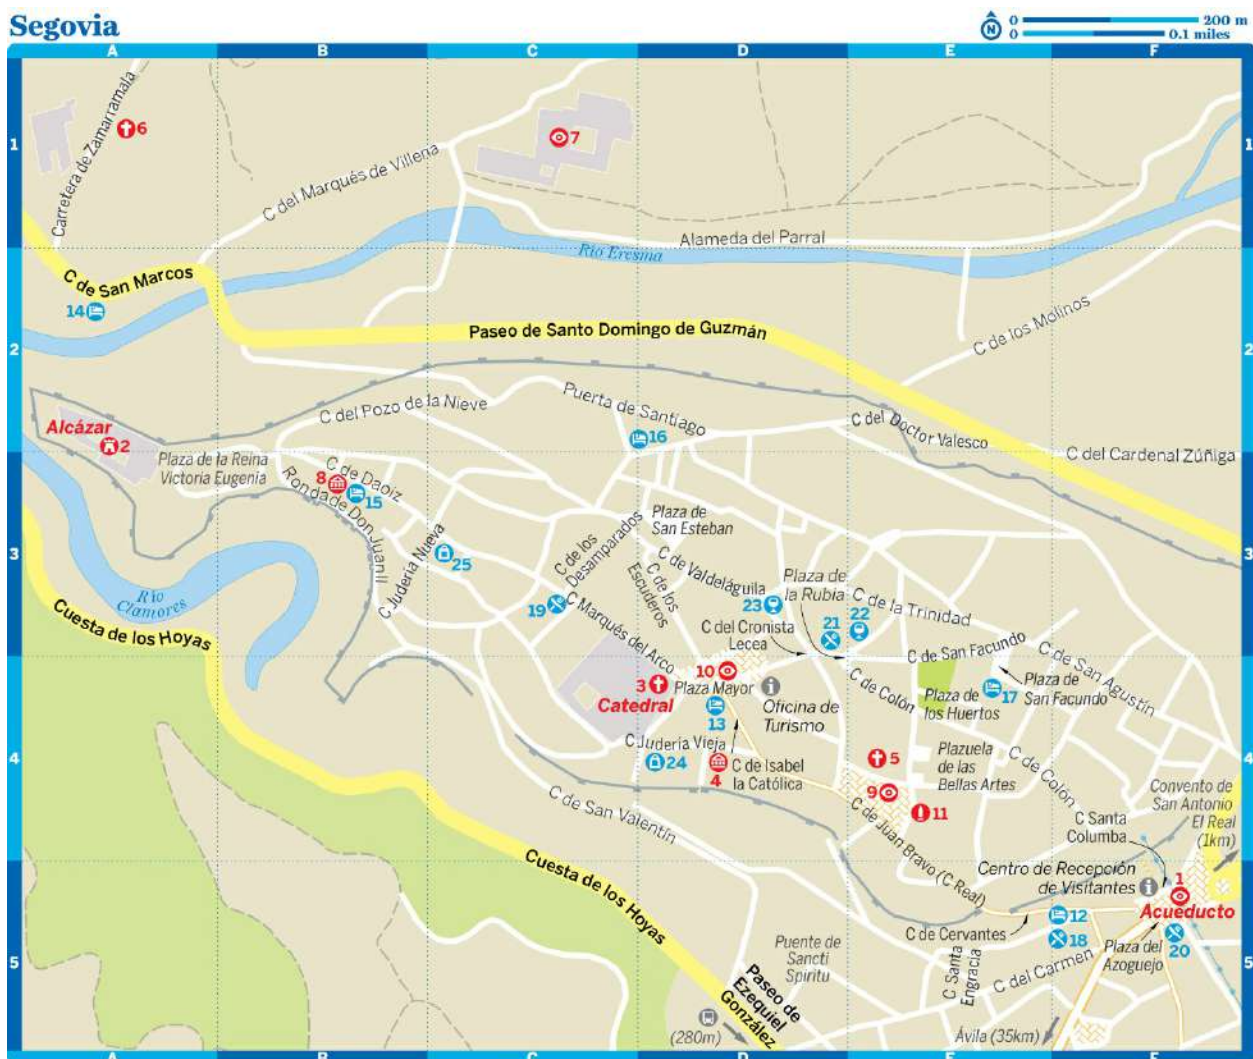 Segovia
N
0
200 m
0
0.1 miles
A
B
C
D
E
F
1
1
Carretera de Zamarramala
6
7
C del Marqués de Villena
Río Eresma
Alameda del Parral
C de San Marcos
14
2
2
Paseo de Santo Domingo de Guzmán
C de los Molinos
C del Pozo de la Nieve
Puerta de Santiago
16
C del Doctor Valesco
C del Cardenal Zúñiga
Alcázar
2
Plaza de la Reina
Victoria Eugenia
8
C de Daoiz
15
Ronda de Don Juan II
3
3
Plaza de
San Esteban
C Judería Nueva
25
C de los
Desamparados
C de los
Escuderos
C de Valdeláguila
Plaza de
la Rubia
23
21
22
C de la Trinidad
19
C Marqués del Arco
C del Cronista
Lecea
Río
Clamores
Cuesta de los Hoyas
C de San Facundo
C de San Agustín
10
3
Plaza Mayor
Catedral
13
Oficina de
Turismo
C de Colón
Plaza de
los Huertos
17
Plaza de
San Facundo
4
4
C Judería Vieja
24
4
C de Isabel
la Católica
5
Plazuela
de las
Bellas Artes
C de Colón
9
11
Convento de
San Antonio
El Real
(1km)
C de San Valentín
C de Juan Bravo (C Real)
C Santa
Columba
Cuesta de los Hoyas
Centro de Recepción
de Visitantes
1
Acueducto
12
18
20
C de Cervantes
Plaza del
Azoguejo
5
5
Puente de
Sancti
Spiritu
C Santa
Engracia
C del Carmen
Paseo de
Ezequiel
González
(280m)
Ávila (35km)
A
B
C
D
E
F